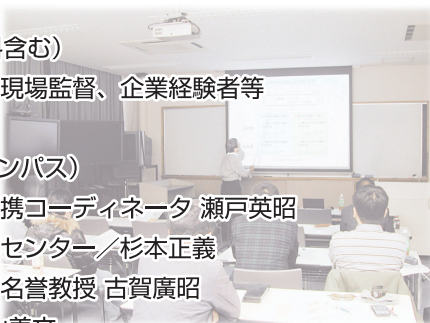 含む）
現場監督、企業経験者等
ンパス）
携コーディネータ 瀬戸英昭
センター／杉本正義
名誉教授 古賀廣昭